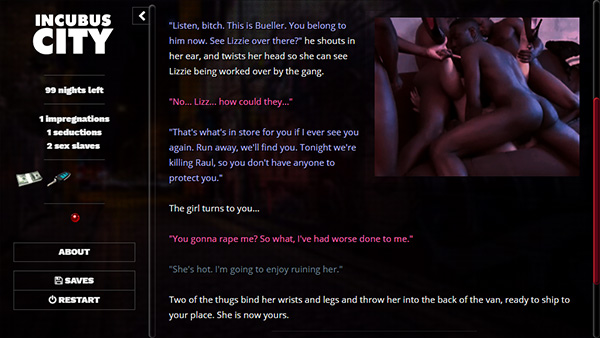 INCUBUS
CITY
99 nights left
1 impregnations
1 seductions
2 sex slaves
ABOUT
SAVES
RESTART
"Listen, bitch. This is Bueller. You belong to
him now. See Lizzie over there?" he shouts in
her ear, and twists her head so she can see
Lizzie being worked over by the gang.
"No... Lizz... how could they..."
"That's what's in store for you if I ever see you
again. Run away, we'll find you. Tonight we're
killing Raul, so you don't have anyone to
protect you."
The girl turns to you...
"You gonna rape me? So what, I've had worse done to me."
"She's hot. I'm going to enjoy ruining her."
Two of the thugs bind her wrists and legs and throw her into the back of the van, ready to ship to
your place. She is now yours.